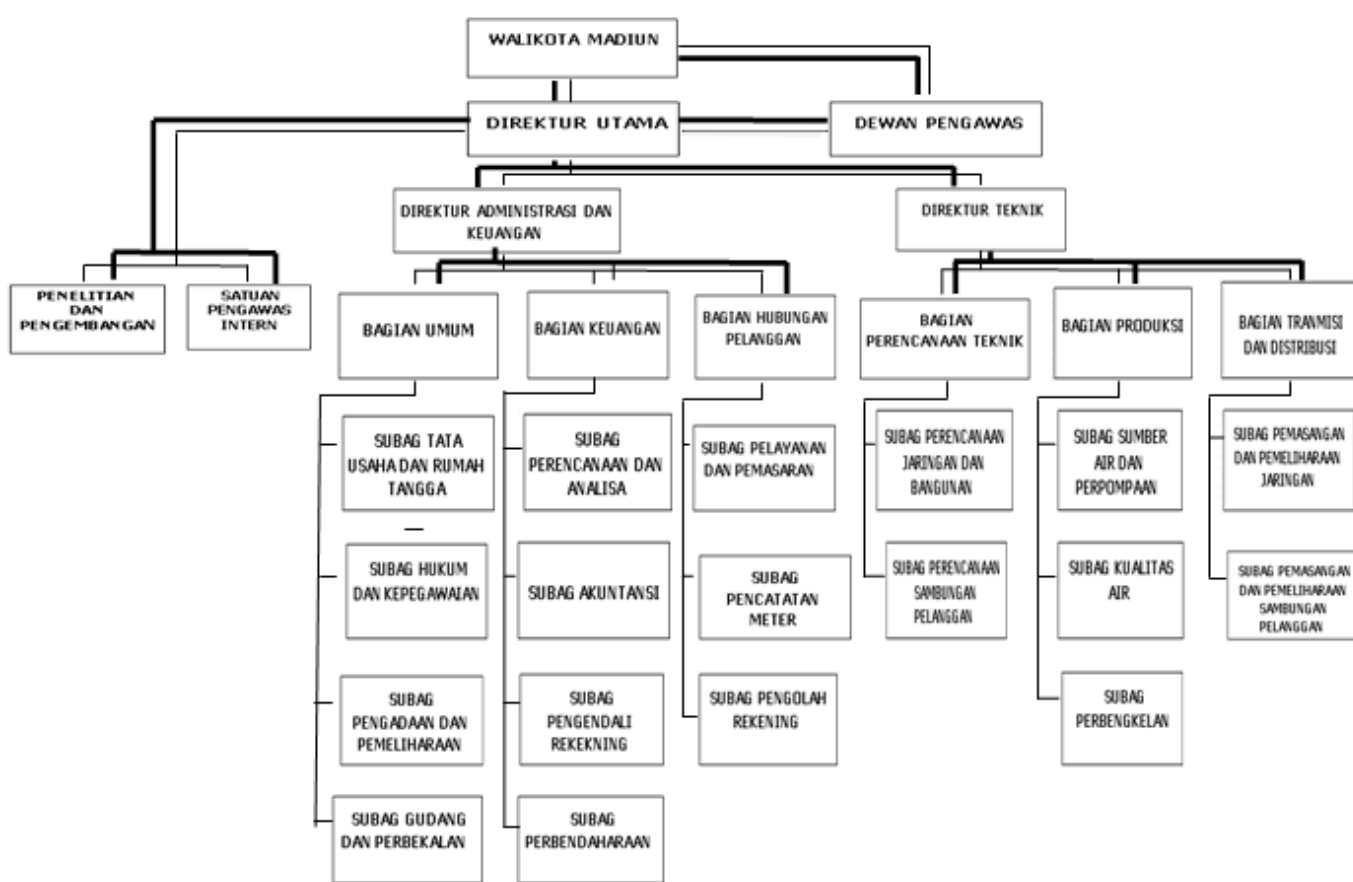 WALIKOTA MADIUN
DIREKTUR UTAMA
DEWAN PENGAWAS
DIREKTUR ADMINISTRASI DAN
KEUANGAN
DIREKTUR TEKNIK
PENELITIAN
DAN
PENGEMBANGAN
SATUAN
PENGAWAS
INTERN
BAGIAN UMUM
BAGIAN KEUANGAN
BAGIAN HUBUNGAN
PELANGGAN
BAGIAN
PERENCANAAN TEKNIK
BAGIAN PRODUKSI
BAGIAN TRANMISI
DAN DISTRIBUSI
SUBAG TATA
USAHA DAN RUMAH
TANGGA
SUBAG
PERENCANAAN DAN
ANALISA
SUBAG PELAYANAN
DAN PEMASARAN
SUBAG PERENCANAAN
JARINGAN DAN
BANGUNAN
SUBAG SUMBER
AIR DAN
PERPOMPAAN
SUBAG PEMASANGAN
DAN PEMELIHARAAN
JARINGAN
SUBAG HUKUM
DAN KEPEGAWAIAN
SUBAG AKUNTANSI
SUBAG
PENCATATAN
METER
SUBAG PERENCANAAN
SAMBUNGAN
PELANGGAN
SUBAG KUALITAS
AIR
SUBAG PEMASANGAN
DAN PEMELIHARAAN
SAMBUNGAN
PELANGGAN
SUBAG
PENGADAAN DAN
PEMELIHARAAN
SUBAG
PENGENDALI
REKEKNING
SUBAG PENGOLAH
REKENING
SUBAG
PERBENGKELAN
SUBAG GUDANG
DAN PERBEKALAN
SUBAG
PERBENDAHARAAN